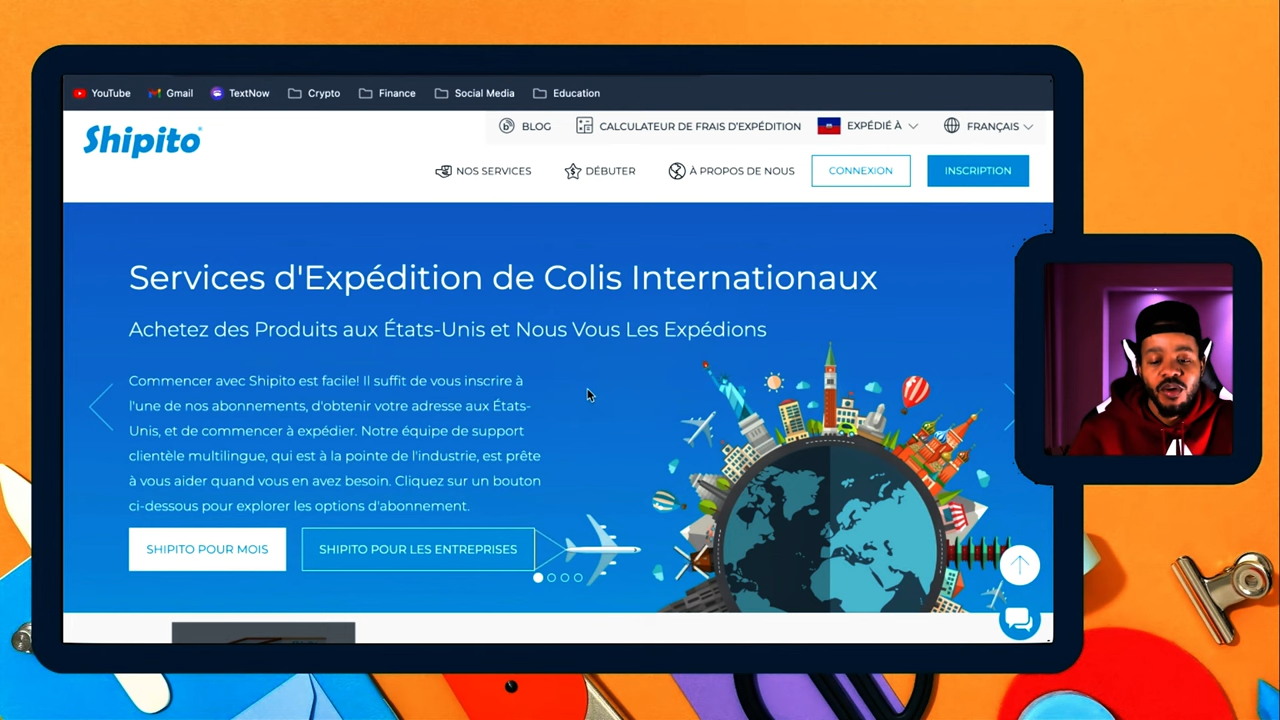 YouTube
Gmail
TextNow
Crypto
Finance
Social Media
Education
Shipito
BLOG
CALCULATEUR DE FRAIS D'EXPÉDITION
EXPÉDIÉ À
FRANÇAIS
NOS SERVICES
DÉBUTER
À PROPOS DE NOUS
CONNEXION
INSCRIPTION
Services d'Expédition de Colis Internationaux
Achetez des Produits aux États-Unis et Nous Vous Les Expédions
Commencer avec Shipito est facile! Il suffit de vous inscrire à
l'une de nos abonnements, d'obtenir votre adresse aux États-
Unis, et de commencer à expédier. Notre équipe de support
clientèle multilingue, qui est à la pointe de l'industrie, est prête
à vous aider quand vous en avez besoin. Cliquez sur un bouton
ci-dessous pour explorer les options d'abonnement.
SHIPITO POUR MOIS
SHIPITO POUR LES ENTREPRISES